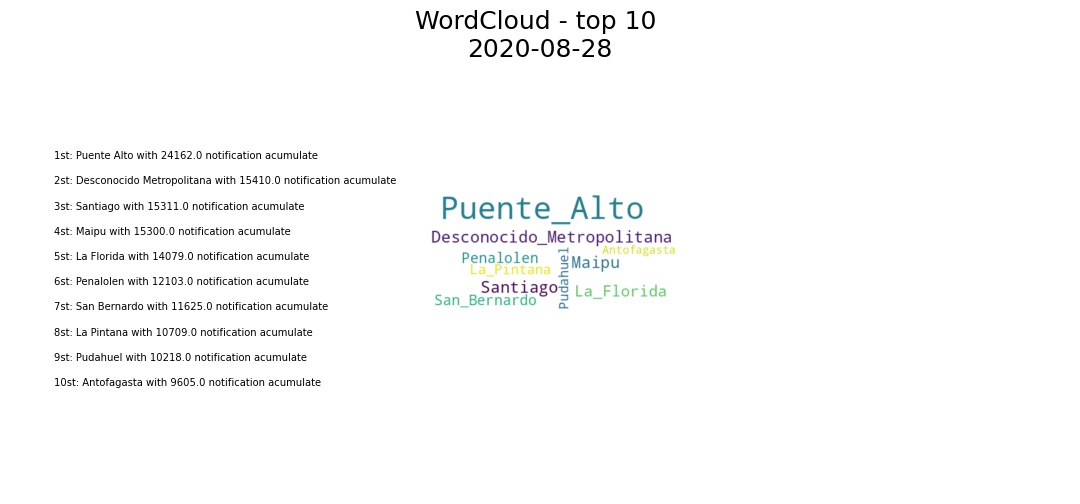 WordCloud - top 10
2020-08-28
1st: Puente Alto with 24162.0 notification acumulate
2st: Desconocido Metropolitana with 15410.0 notification acumulate
3st: Santiago with 15311.0 notification acumulate
4st: Maipu with 15300.0 notification acumulate
5st: La Florida with 14079.0 notification acumulate
6st: Penalolen with 12103.0 notification acumulate
7st: San Bernardo with 11625.0 notification acumulate
8st: La Pintana with 10709.0 notification acumulate
9st: Pudahuel with 10218.0 notification acumulate
10st: Antofagasta with 9605.0 notification acumulate
Puente_Alto
Desconocido_Metropolitana
Antofagasta
Penalolen
Maipu
La_Pintana
Pudahuel
Santiago
La_Florida
San_Bernardo